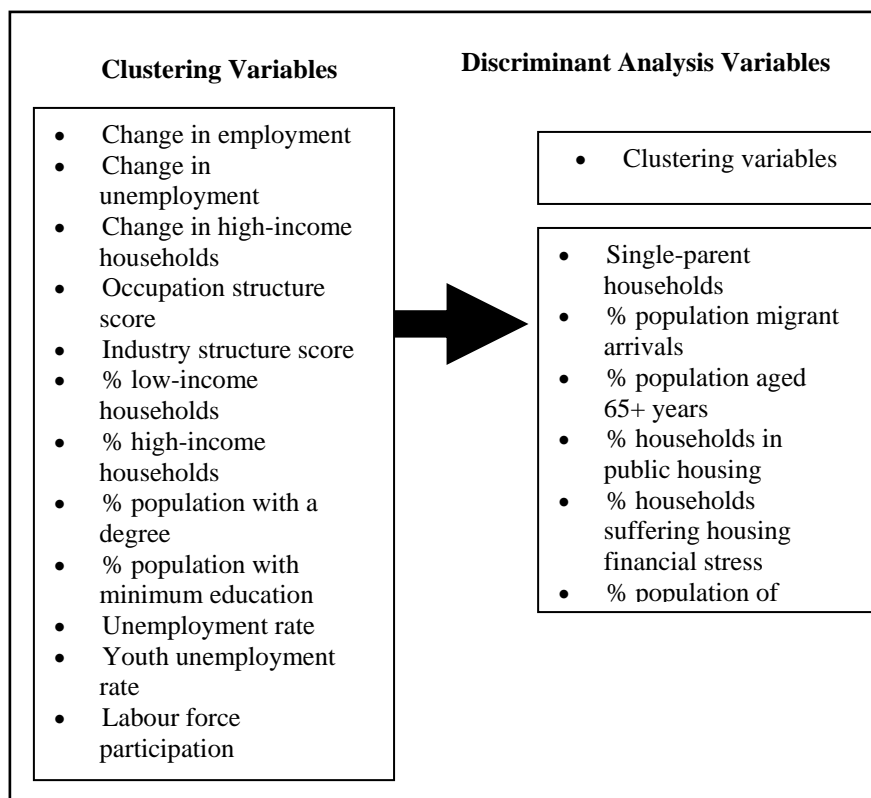 Clustering Variables
• Change in employment
• Change in
unemployment
• Change in high-income
households
• Occupation structure
score
• Industry structure score
• % low-income
households
• % high-income
households
• % population with a
degree
• % population with
minimum education
• Unemployment rate
• Youth unemployment
rate
• Labour force
participation
Discriminant Analysis Variables
• Clustering variables
• Single-parent
households
• % population migrant
arrivals
• % population aged
65+ years
• % households in
public housing
• % households
suffering housing
financial stress
• % population of